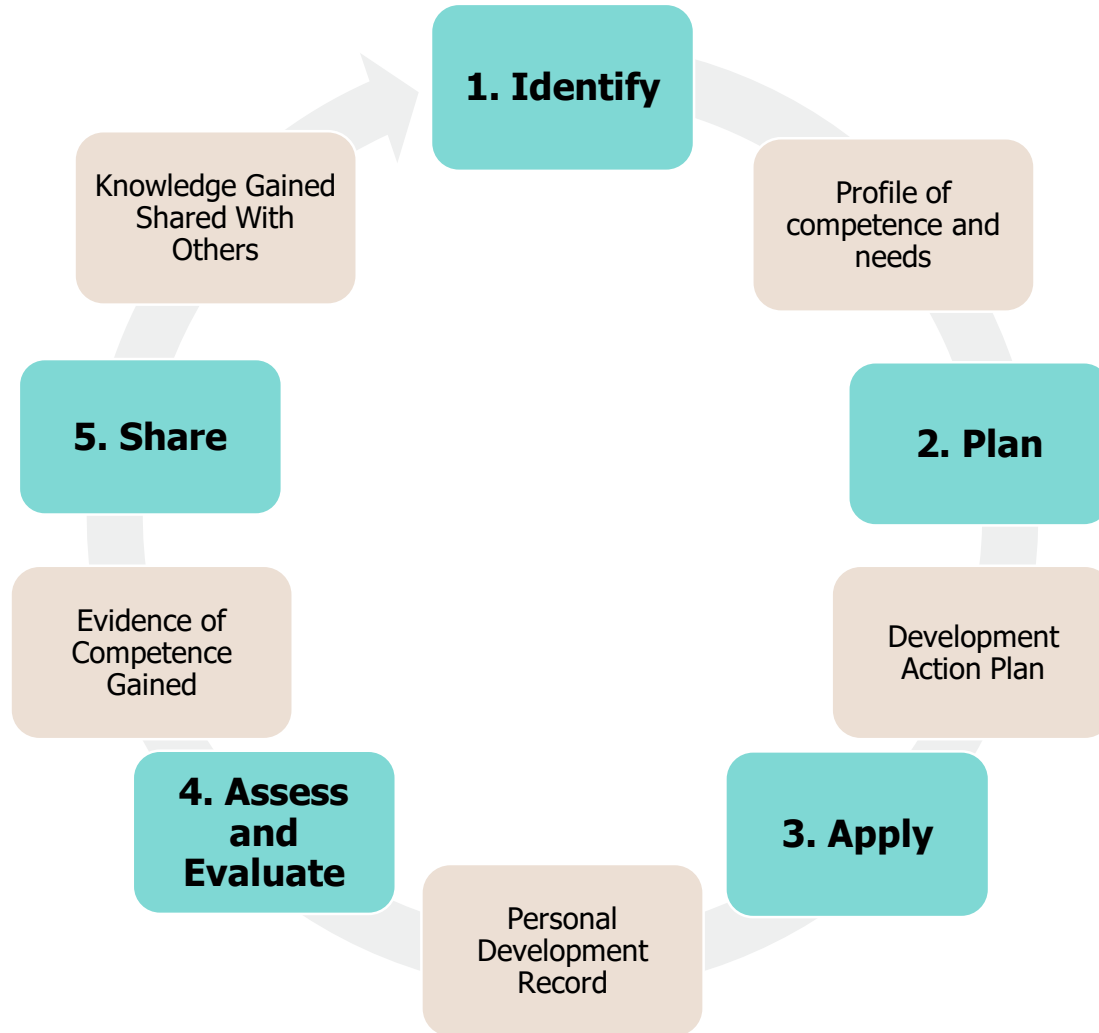 1. Identify
Profile of
competence and
needs
2. Plan
Development
Action Plan
3. Apply
Personal
Development
Record
4. Assess
and
Evaluate
Evidence of
Competence
Gained
5. Share
Knowledge Gained
Shared With
Others